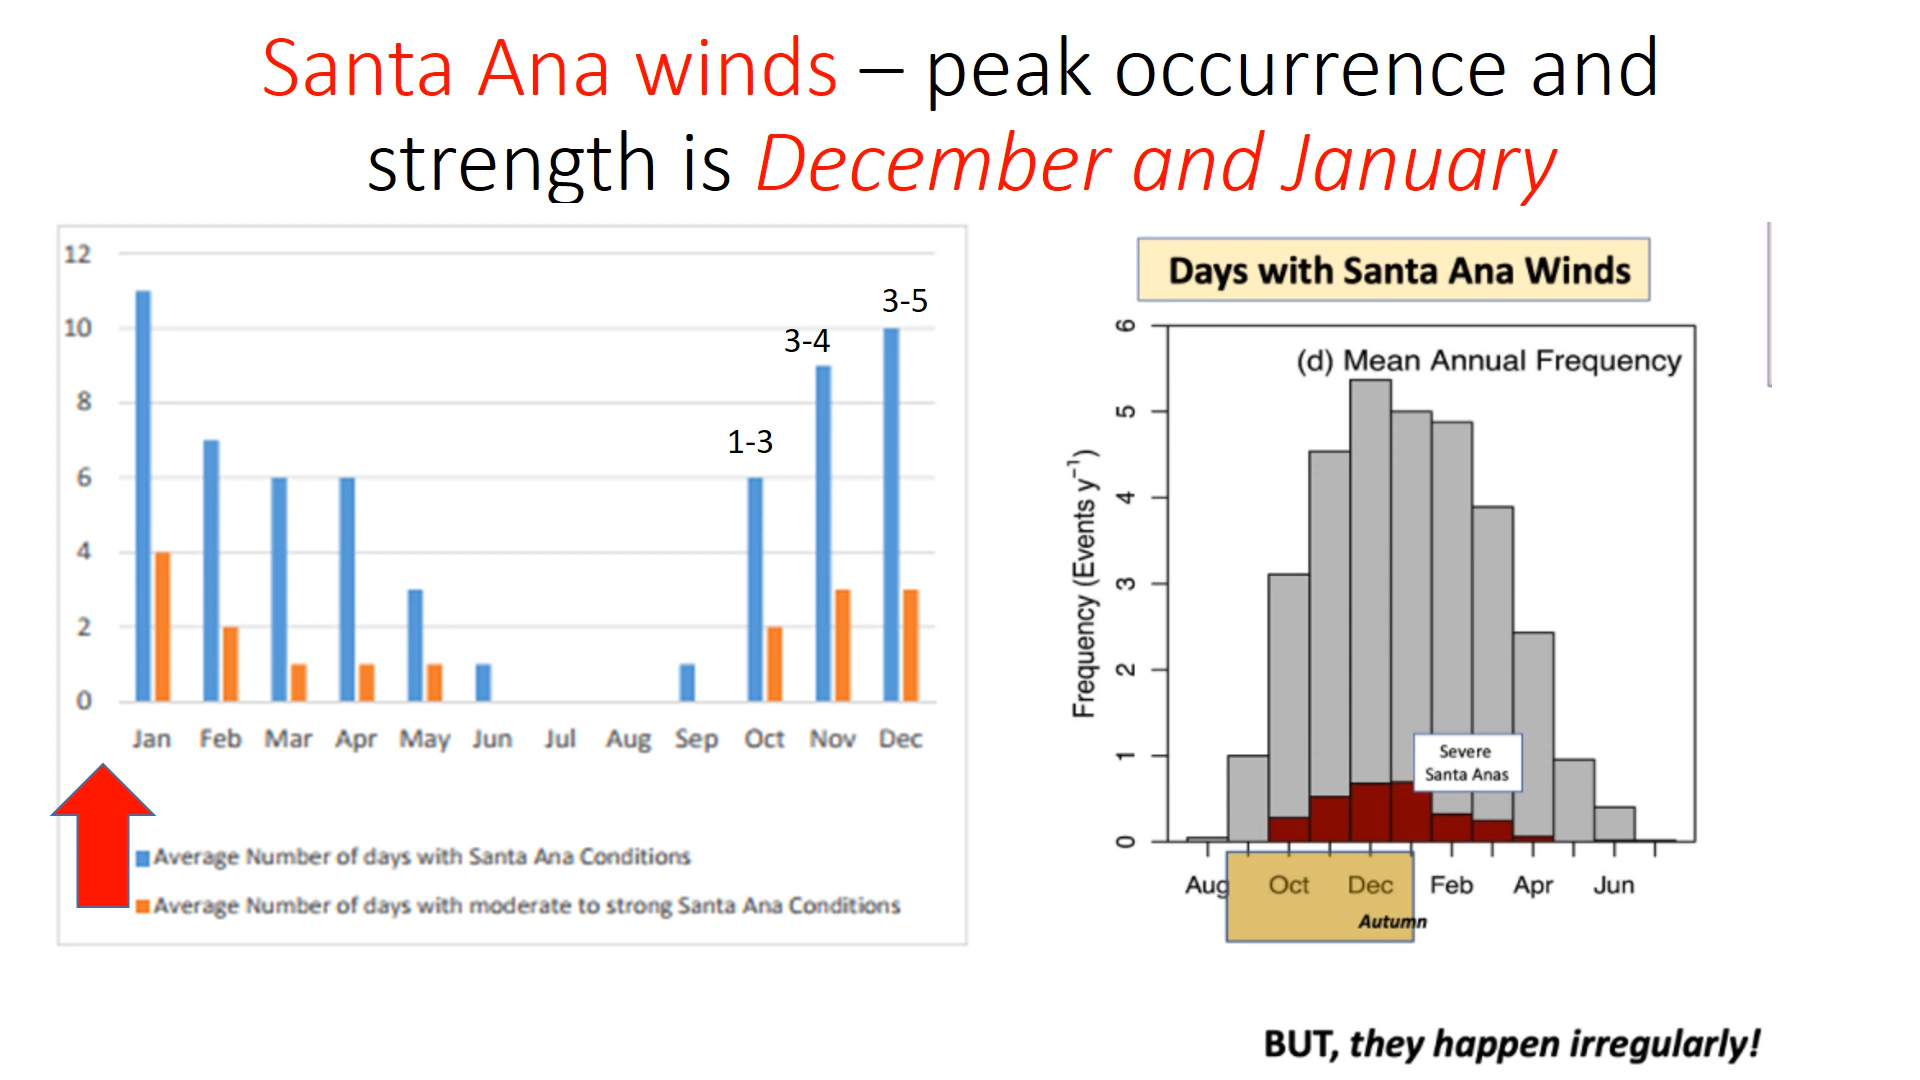 Santa Ana winds – peak occurrence and
strength is December and January
12
10
8
6
4
2
0
1-3
3-4
3-5
Jan Feb Mar Apr May Jun Jul Aug Sep Oct Nov Dec
Average Number of days with Santa Ana Conditions
Average Number of days with moderate to strong Santa Ana Conditions
Days with Santa Ana Winds
(d) Mean Annual Frequency
Frequency (Events y⁻¹)
6
5
4
3
2
1
0
Severe
Santa Anas
Aug Oct Dec Feb Apr Jun
Autumn
BUT, they happen irregularly!